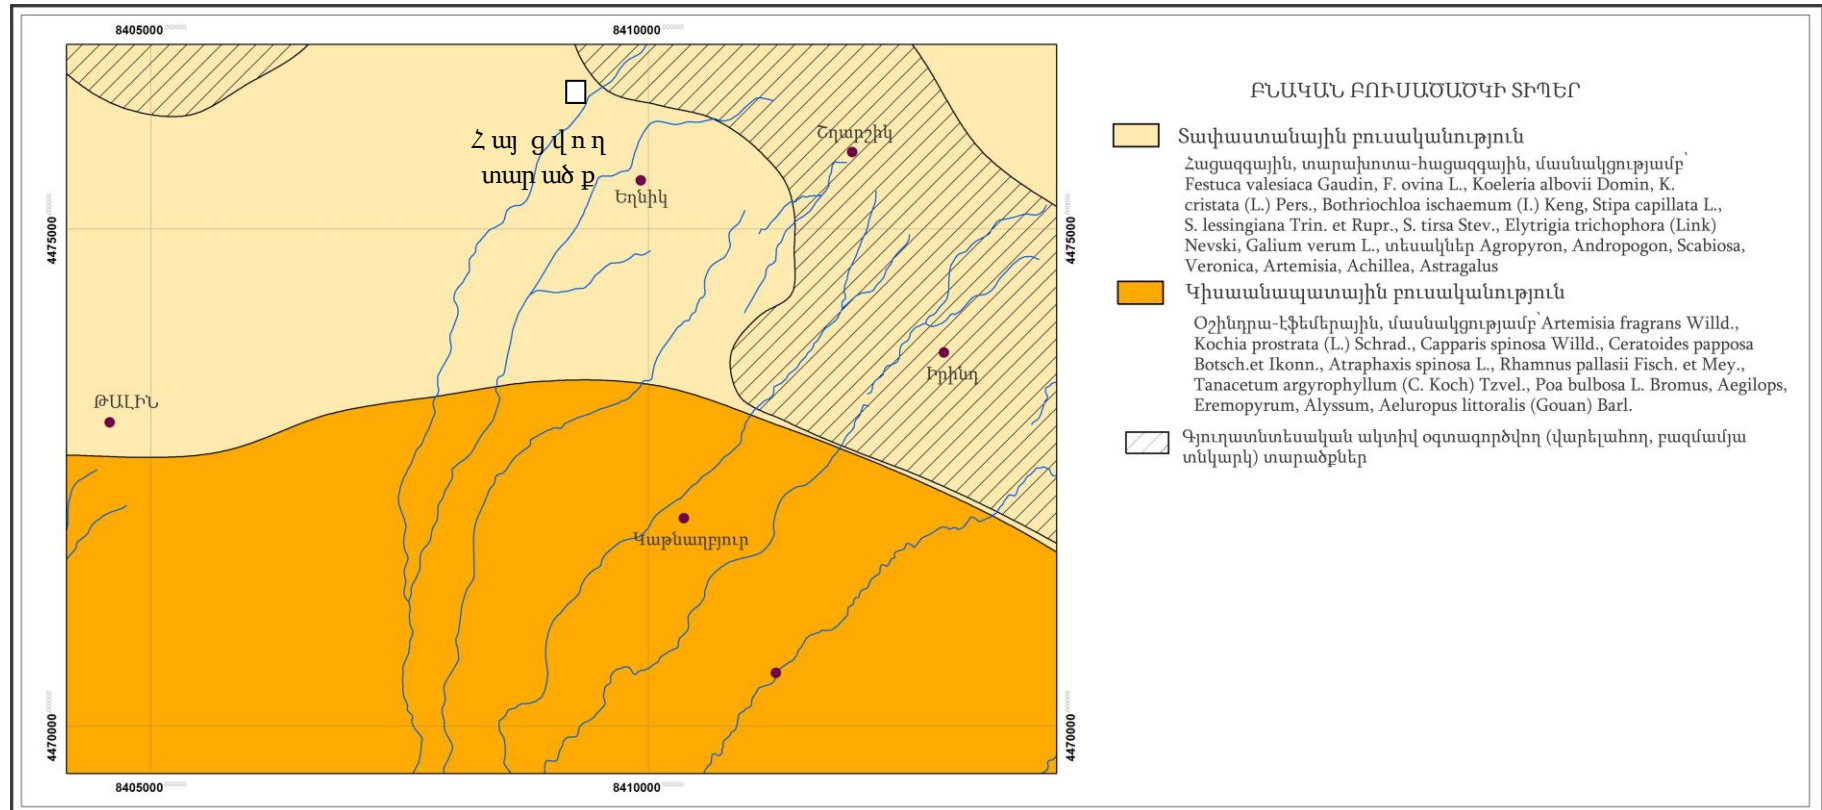 8405000
8410000
ԲՆԱԿԱՆ ԲՈՒՍԱԾԱԾԿԻ ՏԻՊԵՐ
Տափաստանային բուսականություն
Հացազգային, տարախոտա-հացազգային, մասնակցությամբ՝
Festuca valesiaca Gaudin, F. ovina L., Koeleria albovii Domin, K.
cristata (L.) Pers., Bothriochloa ischaemum (I.) Keng, Stipa capillata L.,
S. lessingiana Trin. et Rupr., S. tirsa Stev., Elytrigia trichophora (Link)
Nevski, Galium verum L., տեսակներ Agropyron, Andropogon, Scabiosa,
Veronica, Artemisia, Achillea, Astragalus
Կիսաանապատային բուսականություն
Օշինդրա-էֆեմերային, մասնակցությամբ՝ Artemisia fragrans Willd.,
Kochia prostrata (L.) Schrad., Capparis spinosa Willd., Ceratoides papposa
Botsch.et Ikonn., Atraphaxis spinosa L., Rhamnus pallasii Fisch. et Mey.,
Tanacetum argyrophyllum (C. Koch) Tzvel., Poa bulbosa L. Bromus, Aegilops,
Eremopyrum, Alyssum, Aeluropus littoralis (Gouan) Barl.
Գյուղատնտեսական ակտիվ օգտագործվող (վարելահող, բազմամյա
տնկարկ) տարածքներ
Հայցվող
տարածք
Շղարշիկ
Եղնիկ
4475000
4475000
Իրինդ
ԹԱԼԻՆ
Կաթնաղբյուր
4470000
4470000
8405000
8410000